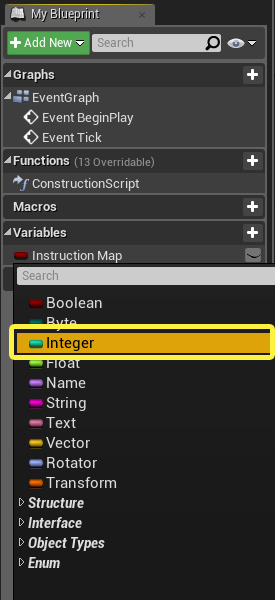 My Blueprint
Add New
Search
Graphs
EventGraph
Event BeginPlay
Event Tick
Functions (13 Overridable)
ConstructionScript
Macros
Variables
Instruction Map
Search
Boolean
Byte
Integer
Float
Name
String
Text
Vector
Rotator
Transform
Structure
Interface
Object Types
Enum